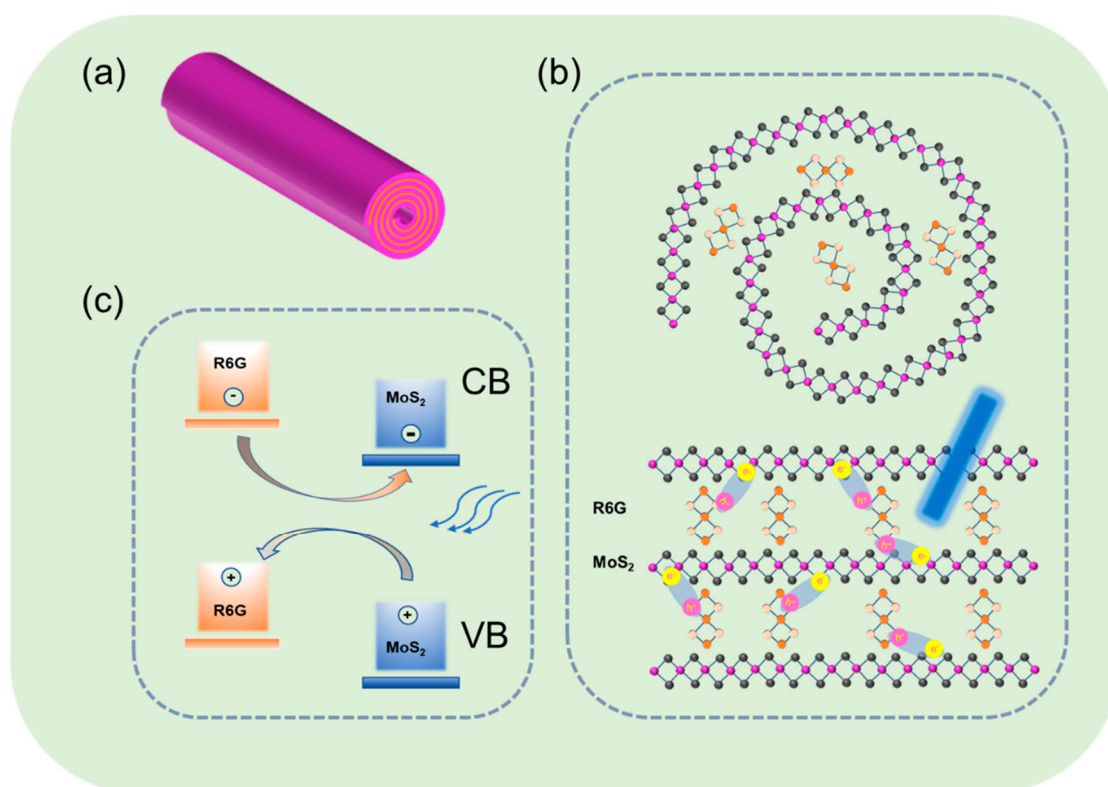 (a)
(b)
(c)
R6G
-
MoS₂
-
CB
+
R6G
+
MoS₂
VB
R6G
MoS₂
e⁻
e⁻
h⁺
h⁺
h⁺
e⁻
e⁻
e⁻
h⁺
h⁺
h⁺
e⁻